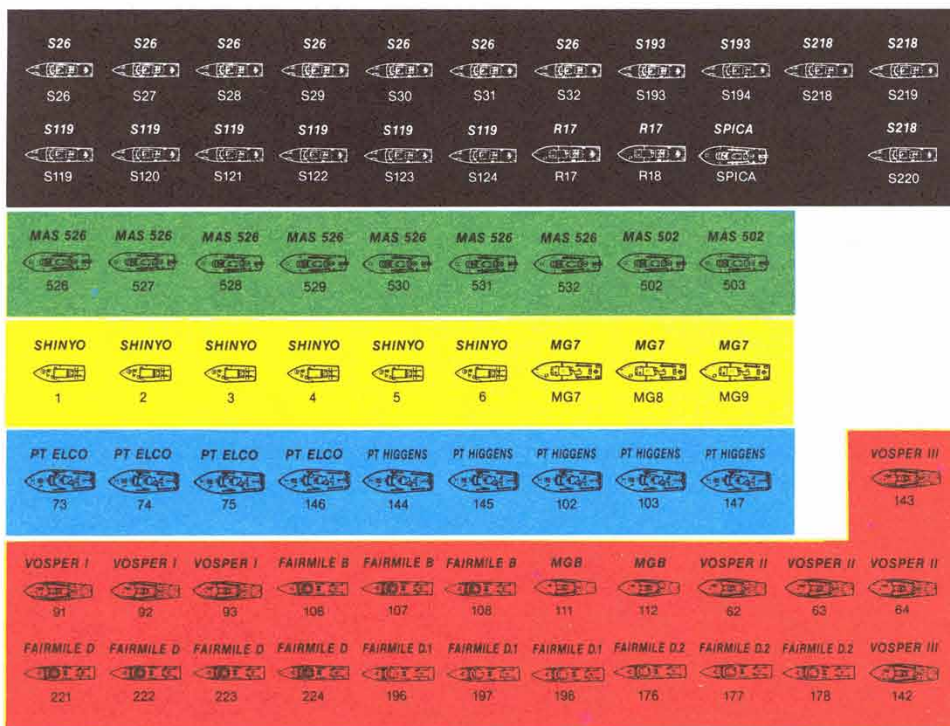 S26 S26 S26 S26 S26 S26 S26 S193 S193 S218 S218
S26 S27 S28 S29 S30 S31 S32 S193 S194 S218 S219
S119 S119 S119 S119 S119 S119 R17 R17 SPICA S218
S119 S120 S121 S122 S123 S124 R17 R18 SPICA S220
MAS 526 MAS 526 MAS 526 MAS 526 MAS 526 MAS 526 MAS 526 MAS 502 MAS 502
526 527 528 529 530 531 532 502 503
SHINYO SHINYO SHINYO SHINYO SHINYO SHINYO MG7 MG7 MG7
1 2 3 4 5 6 MG7 MG8 MG9
PT ELCO PT ELCO PT ELCO PT ELCO PT HIGGENS PT HIGGENS PT HIGGENS PT HIGGENS PT HIGGENS VOSPER III
73 74 75 146 144 145 102 103 147 143
VOSPER I VOSPER I VOSPER I FAIRMILE B FAIRMILE B FAIRMILE B MGB MGB VOSPER II VOSPER II VOSPER II
91 92 93 106 107 108 111 112 62 63 64
FAIRMILE D FAIRMILE D FAIRMILE D FAIRMILE D FAIRMILE D.1 FAIRMILE D.1 FAIRMILE D.1 FAIRMILE D.2 FAIRMILE D.2 FAIRMILE D.2 VOSPER III
221 222 223 224 196 197 198 176 177 178 142